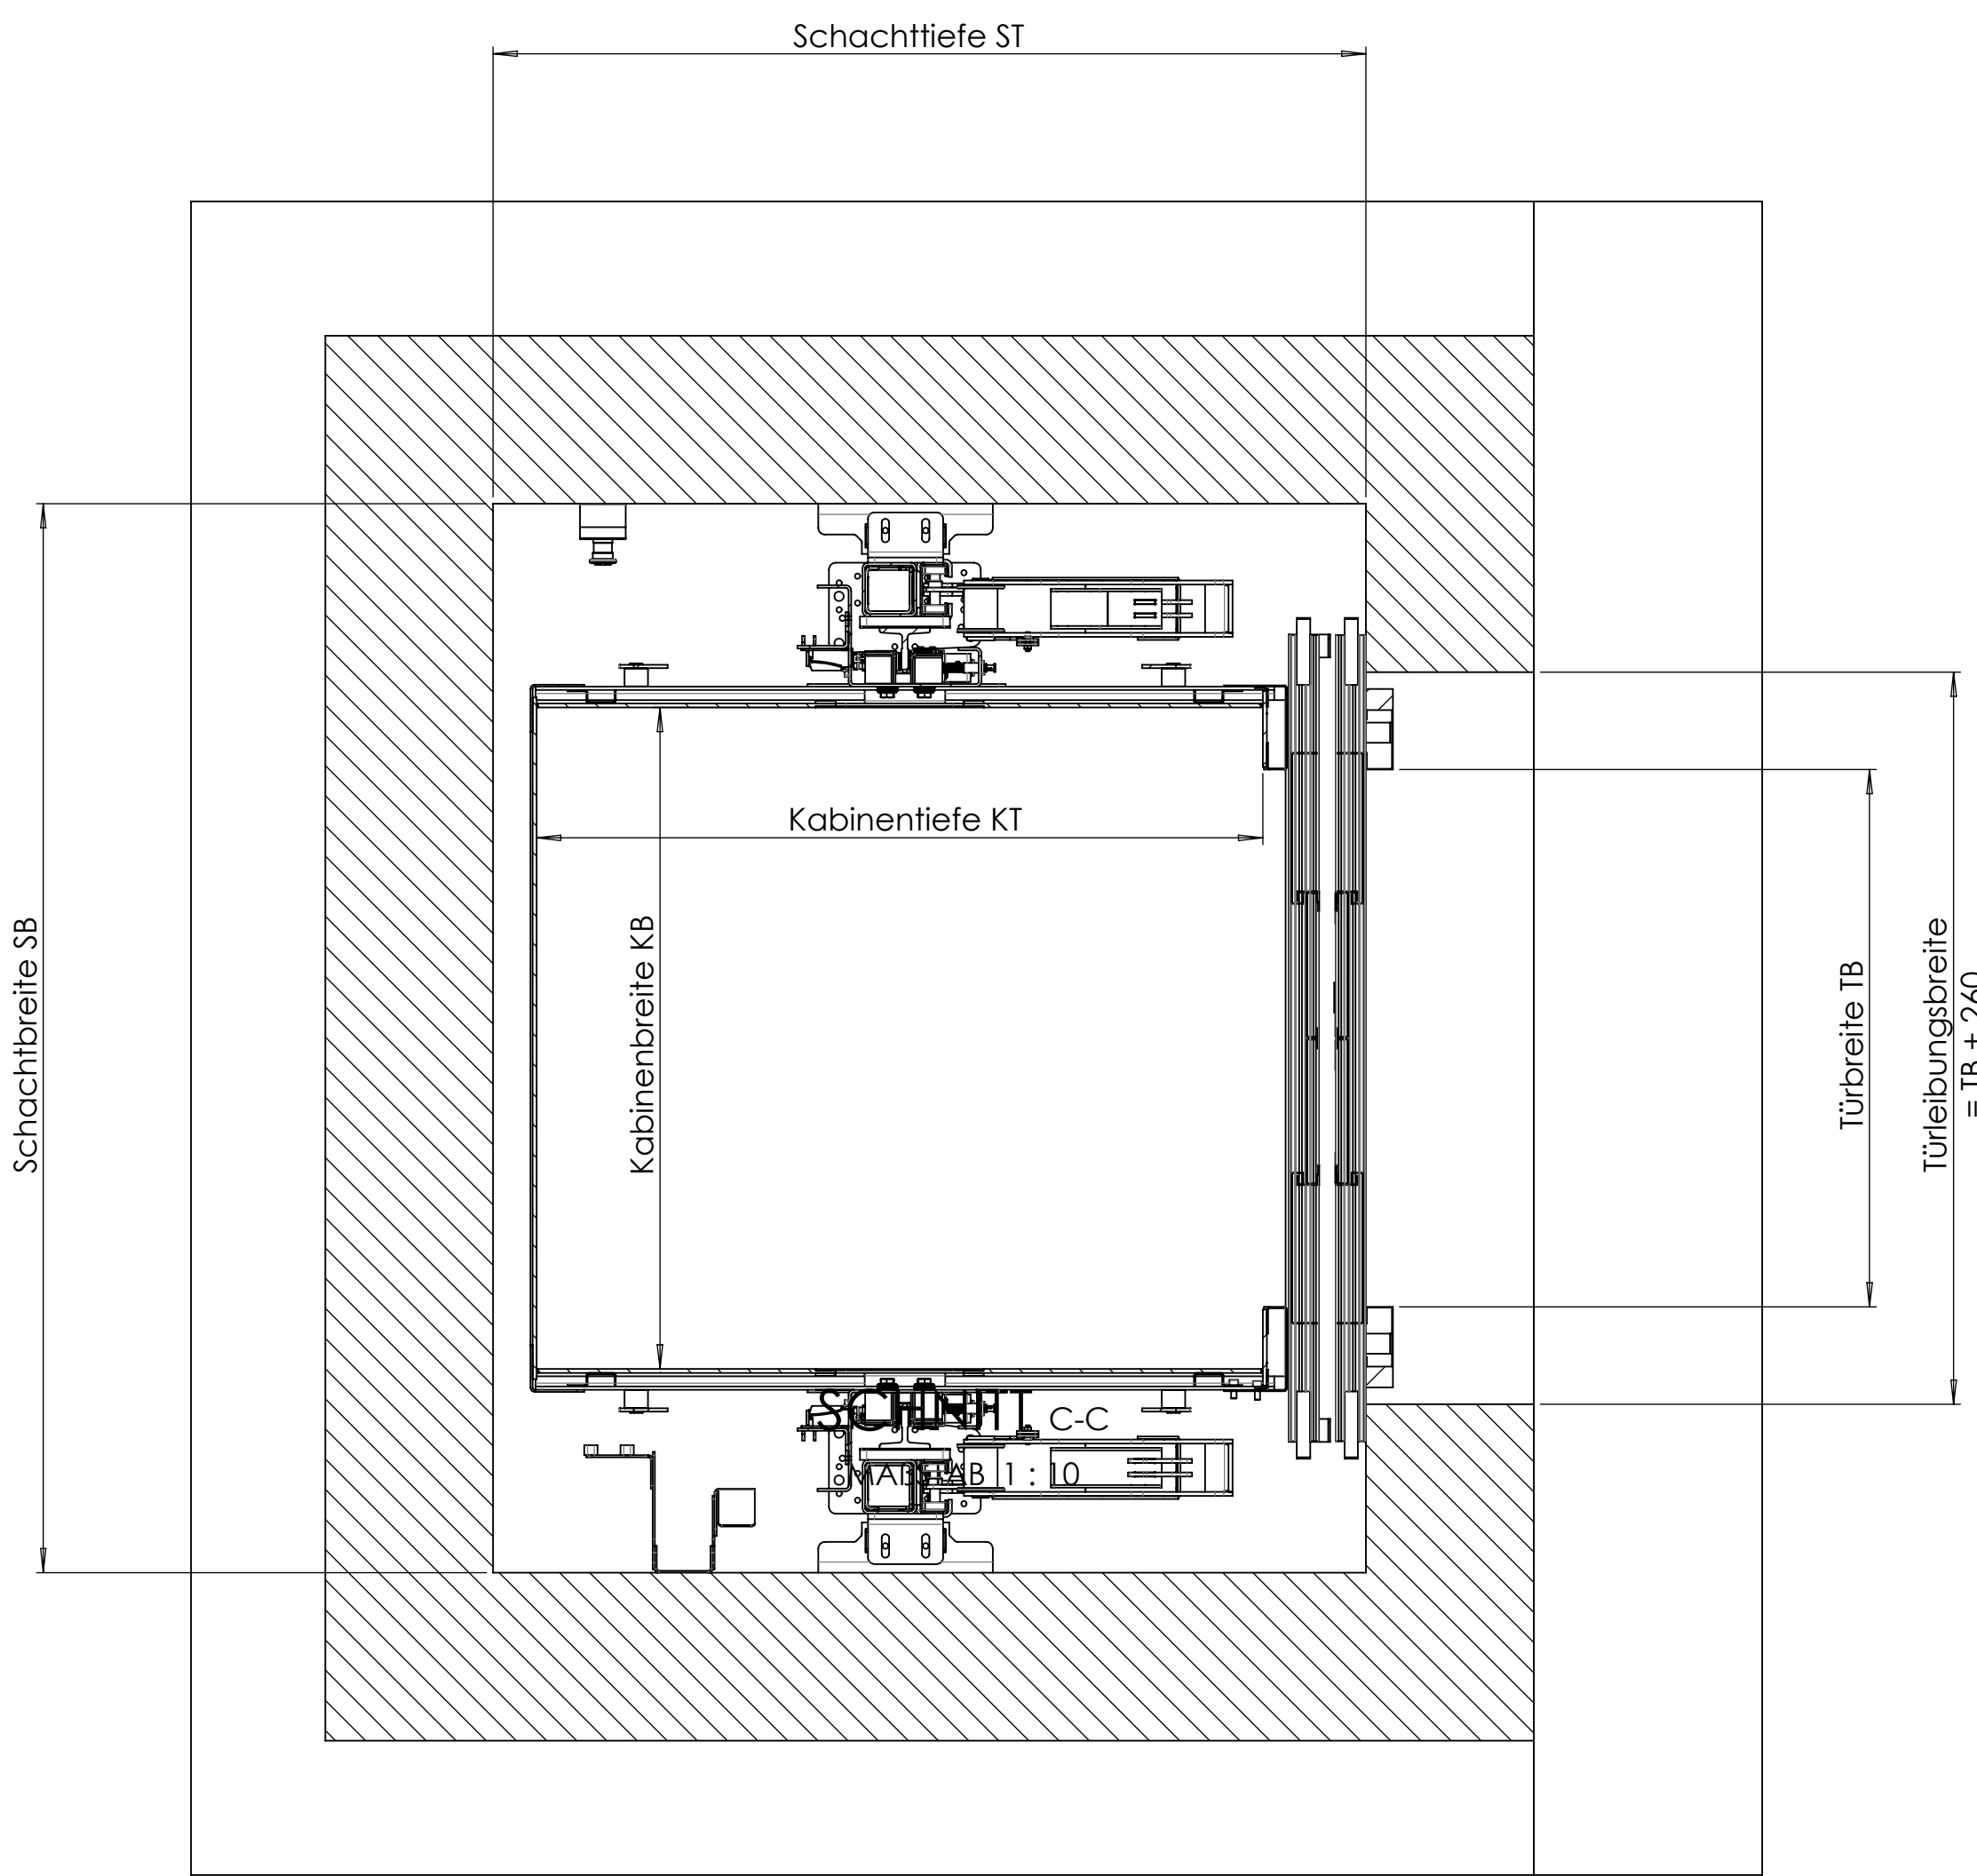 Schachttiefe ST
Kabinentiefe KT
Schachtbreite SB
Kabinenbreite KB
Türbreite TB
Türleibungsbreite
= TB + 260
C-C
1 : 10